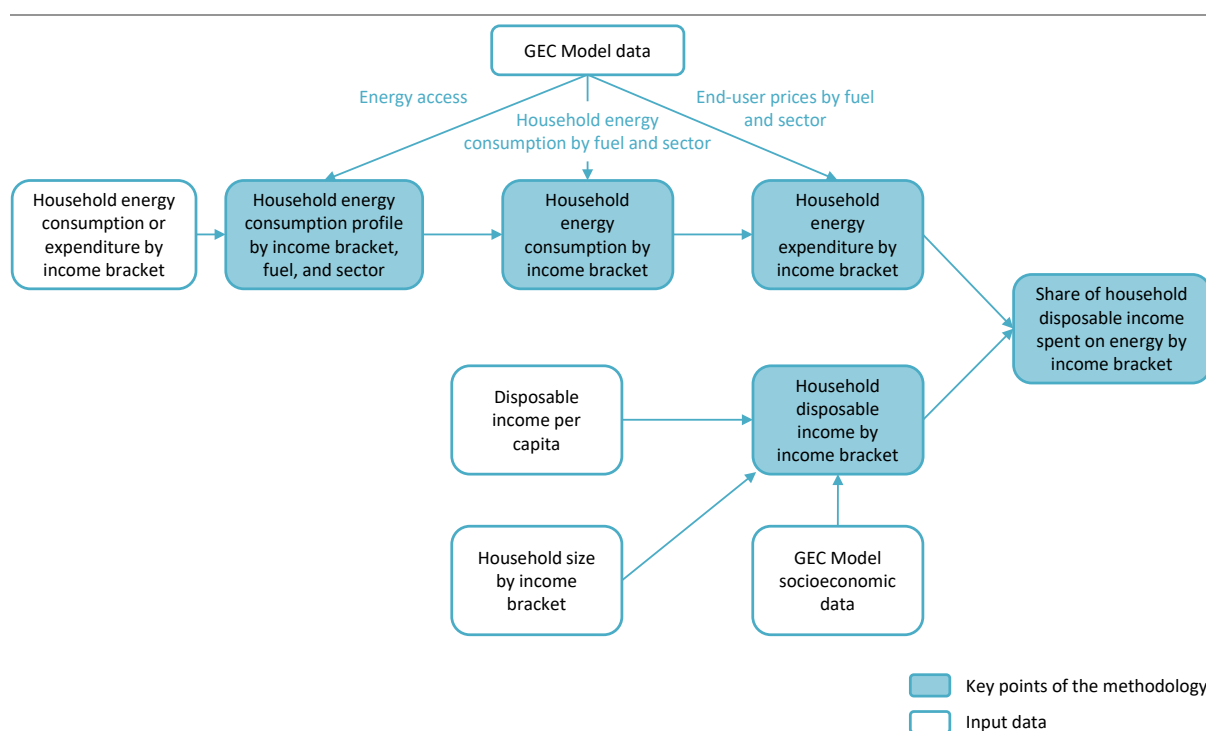 GEC Model data
Energy access
Household energy
consumption by fuel and sector
End-user prices by fuel
and sector
Household energy
consumption or
expenditure by
income bracket
Household energy
consumption profile
by income bracket,
fuel, and sector
Household
energy
consumption by
income bracket
Household
energy
expenditure by
income bracket
Share of household
disposable income
spent on energy by
income bracket
Disposable
income per
capita
Household
disposable
income by
income bracket
Household size
by income
bracket
GEC Model
socioeconomic
data
Key points of the methodology
Input data